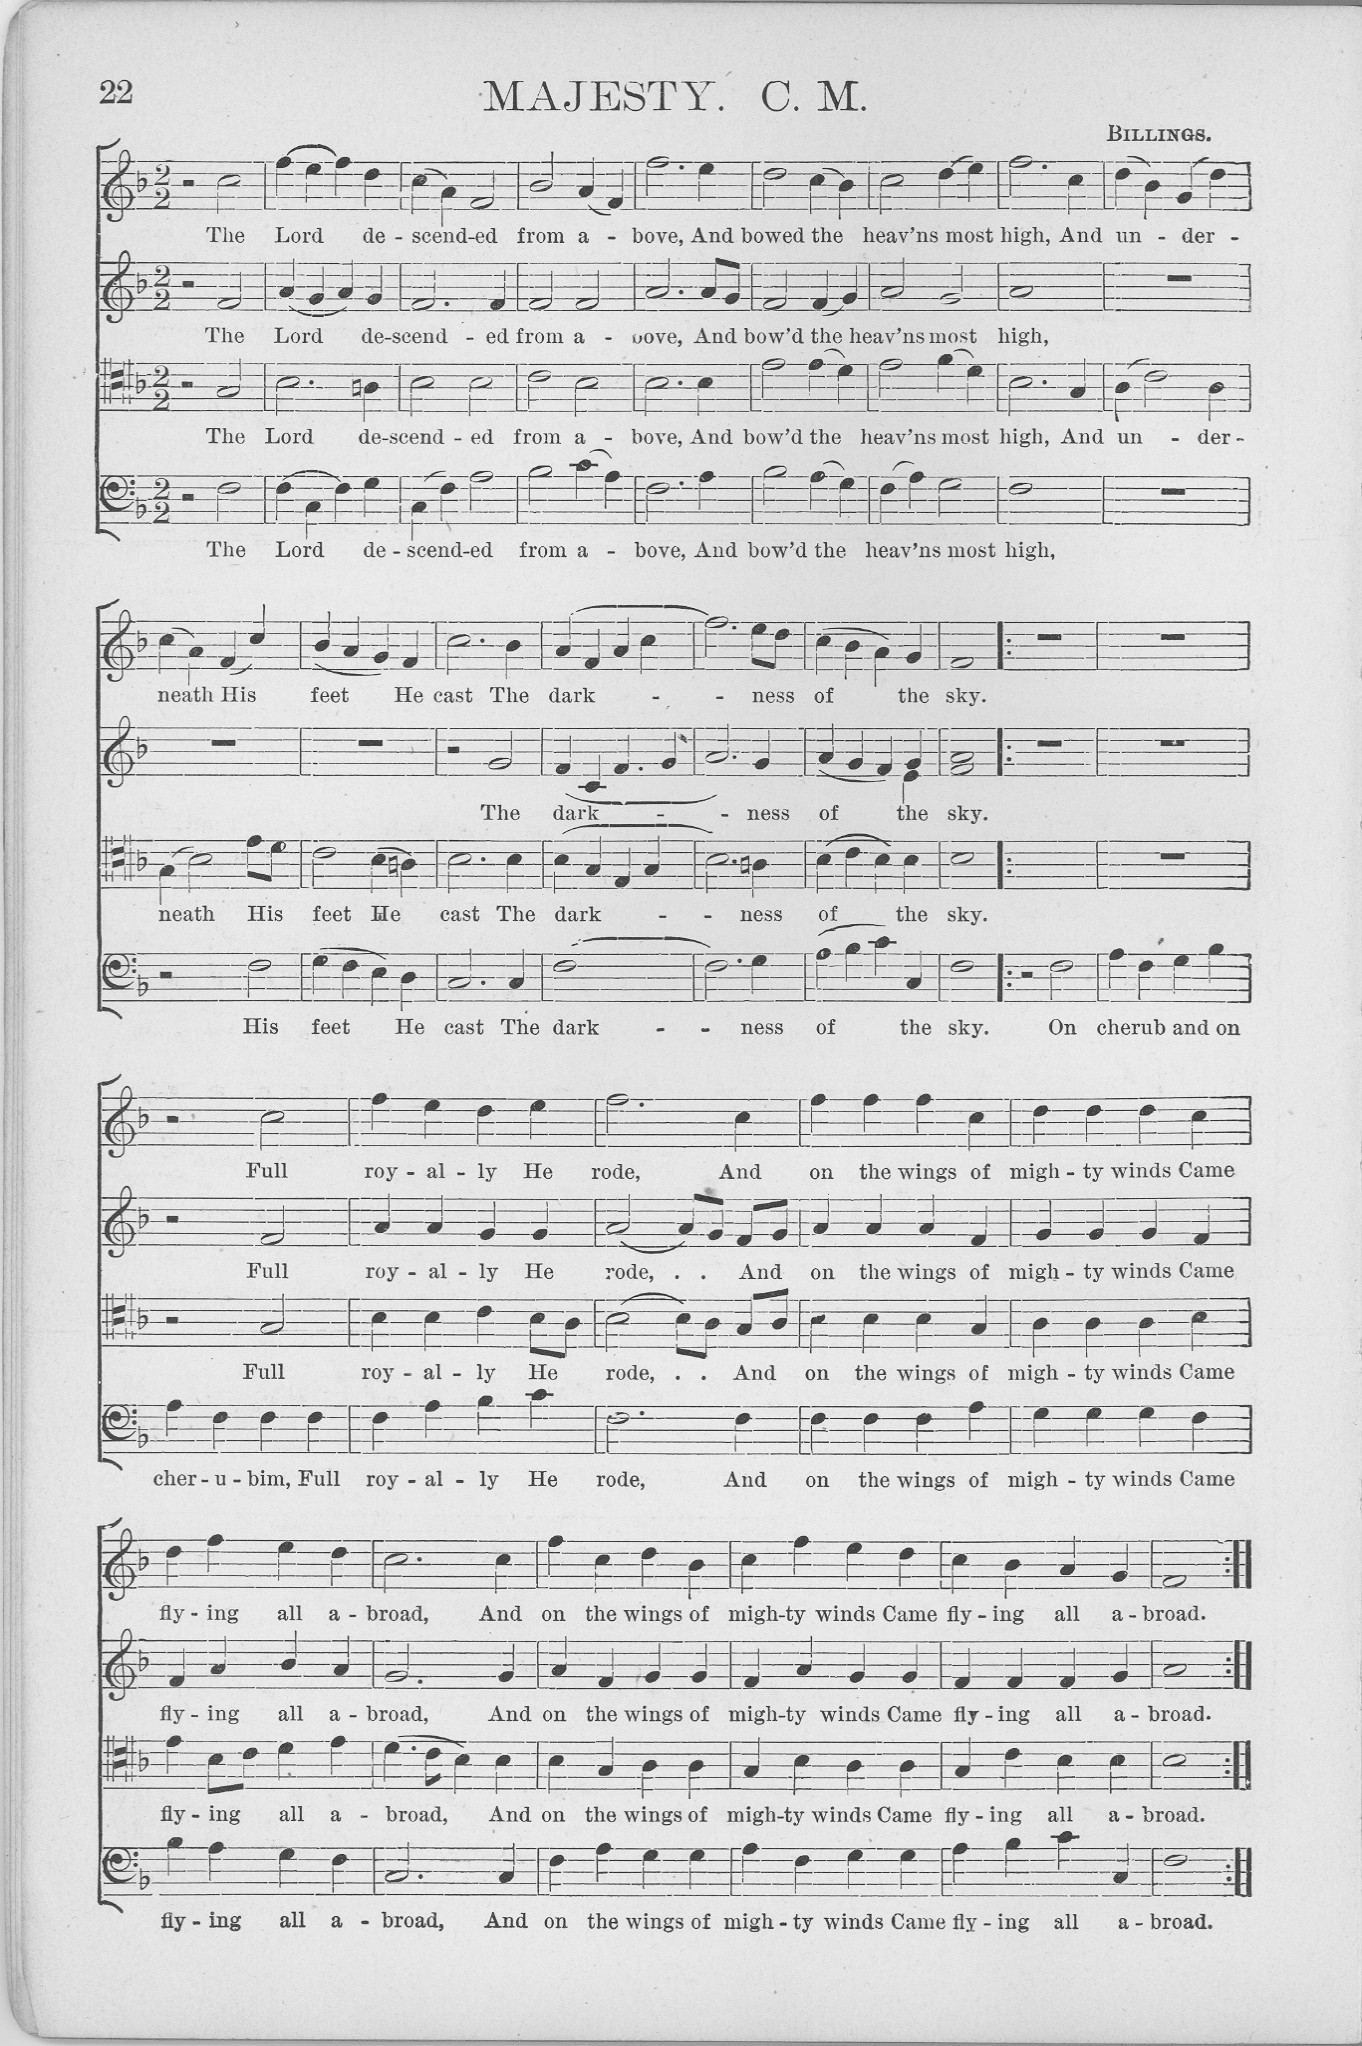 22
MAJESTY. C. M.
BILLINGS.
The Lord de - scend-ed from a - bove, And bowed the heav'ns most high, And un - der -
The Lord de-scend - ed from a - bove, And bow'd the heav'ns most high,
The Lord de-scend - ed from a - bove, And bow'd the heav'ns most high, And un - der-
The Lord de - scend-ed from a - bove, And bow'd the heav'ns most high,
neath His feet He cast The dark - - - ness of the sky.
The dark - - - ness of the sky.
neath His feet He cast The dark - - ness of the sky.
His feet He cast The dark - - ness of the sky. On cherub and on
Full roy - al - ly He rode, And on the wings of migh - ty winds Came
Full roy - al - ly He rode, . . And on the wings of migh - ty winds Came
Full roy - al - ly He rode, . . And on the wings of migh - ty winds Came
cher - u - bim, Full roy - al - ly He rode, And on the wings of migh - ty winds Came
fly - ing all a - broad, And on the wings of migh-ty winds Came fly - ing all a - broad.
fly - ing all a - broad, And on the wings of migh-ty winds Came fly - ing all a - broad.
fly - ing all a - broad, And on the wings of migh-ty winds Came fly - ing all a - broad.
fly - ing all a - broad, And on the wings of migh - ty winds Came fly - ing all a - broad.